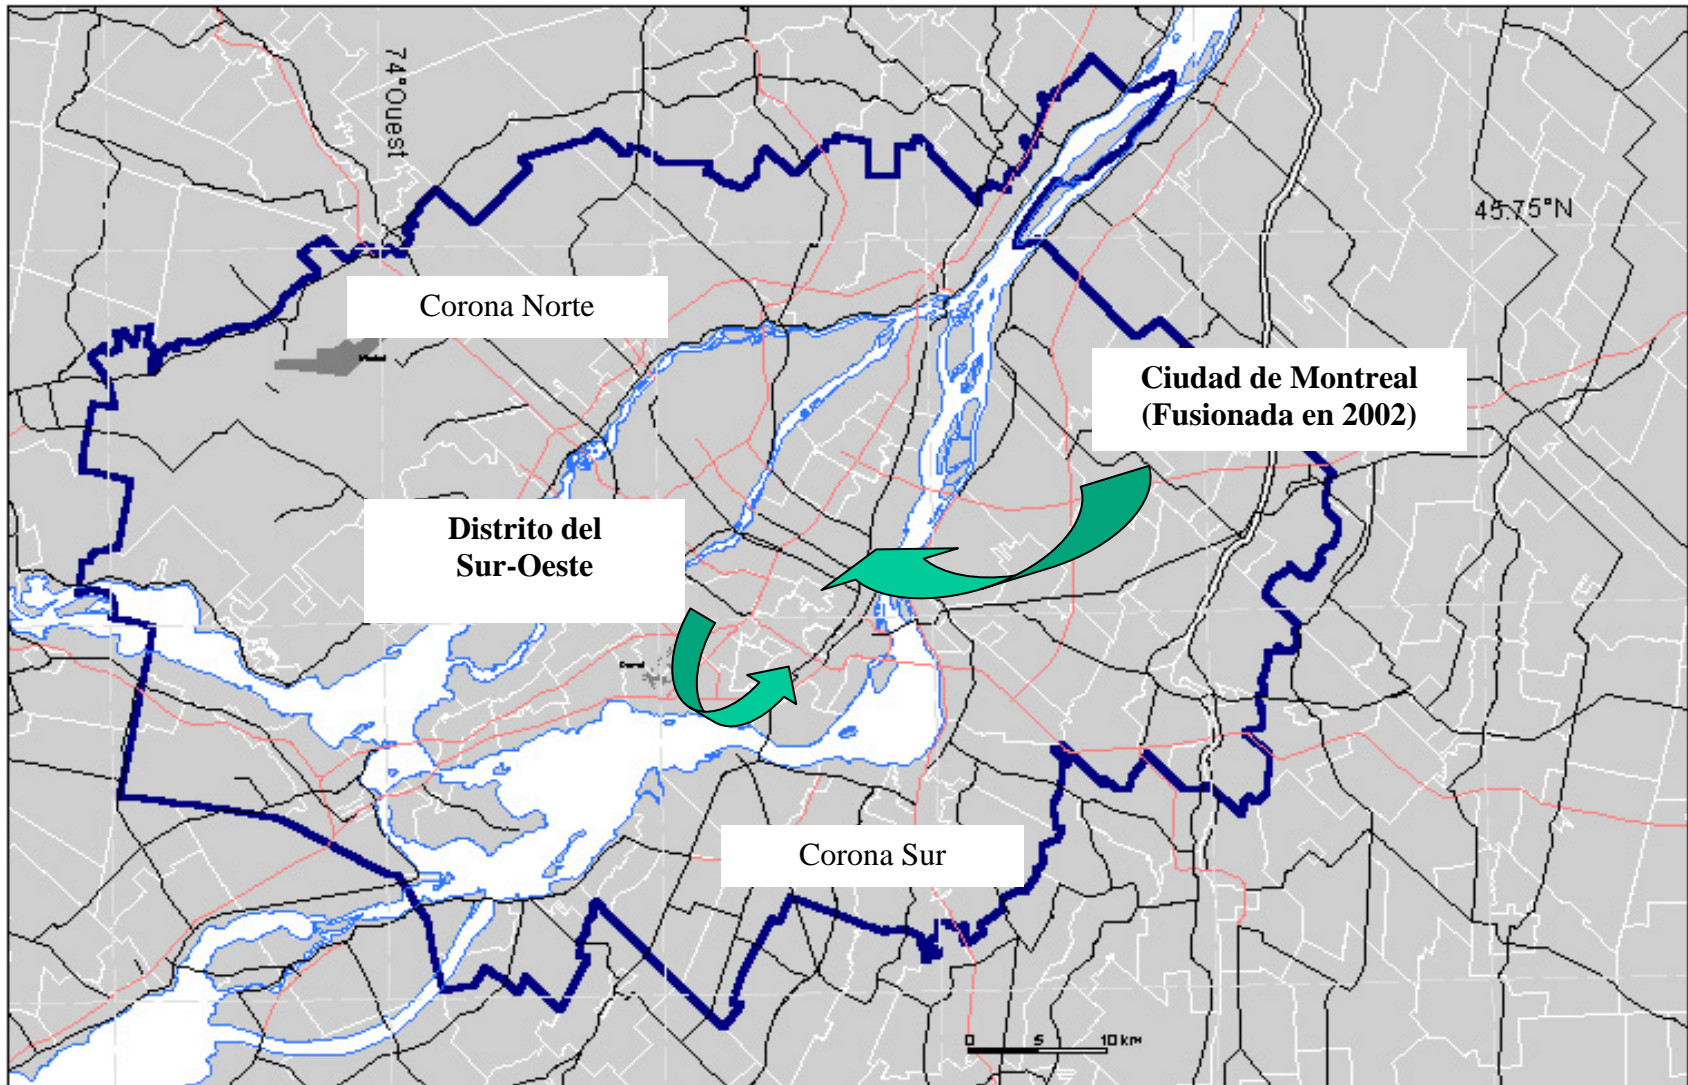 74°Ouest
45.75°N
Corona Norte
Ciudad de Montreal
(Fusionada en 2002)
Distrito del
Sur-Oeste
Corona Sur
0 5 10 km